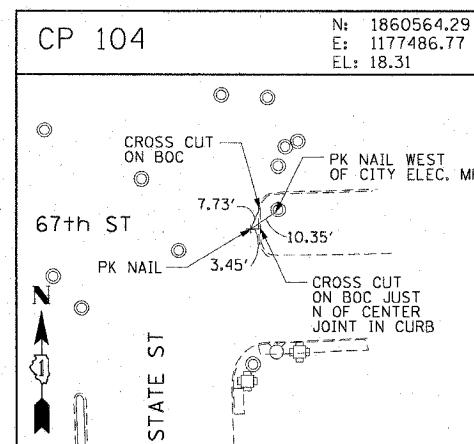 CP 104
N: 1860564.29
E: 1177486.77
EL: 18.31
CROSS CUT
ON BOC
PK NAIL WEST
OF CITY ELEC.
7.73'
67th ST
10.35'
PK NAIL
3.45'
CROSS CUT
ON BOC JUST
N OF CENTER
JOINT IN CURB
N
1
STATE ST